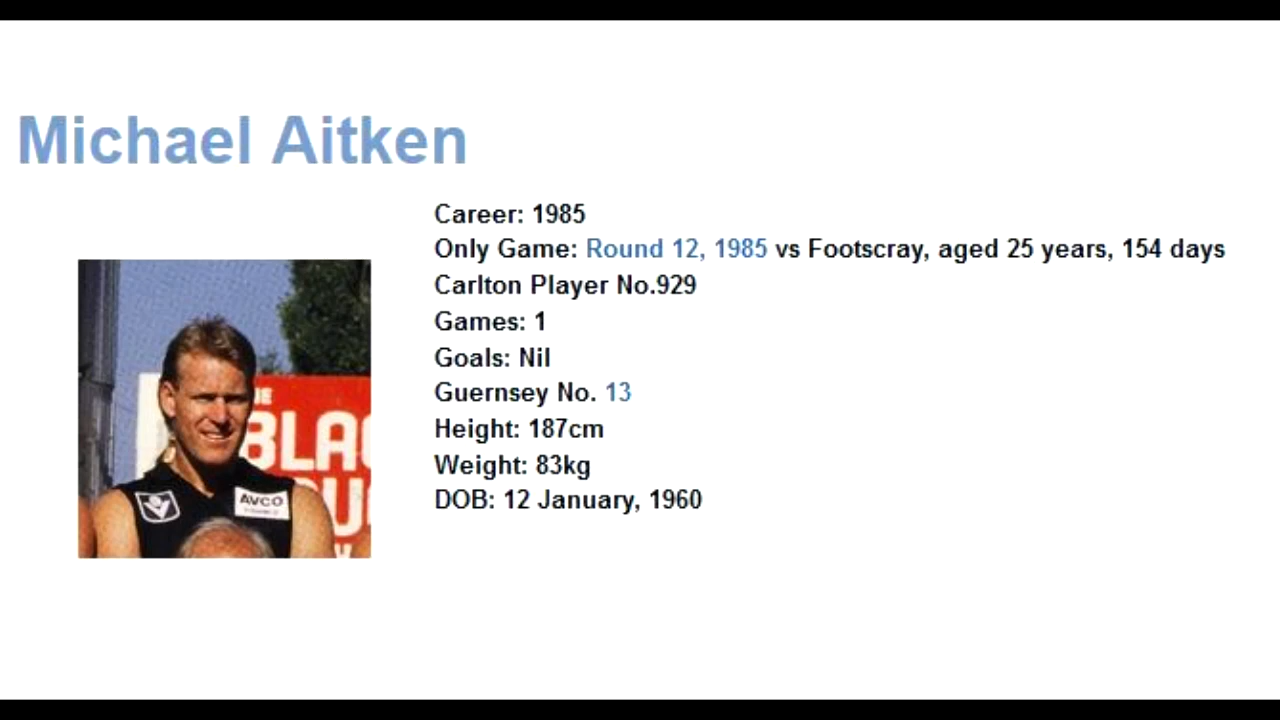 Michael Aitken
Career: 1985
Only Game: Round 12, 1985 vs Footscray, aged 25 years, 154 days
Carlton Player No.929
Games: 1
Goals: Nil
Guernsey No. 13
Height: 187cm
Weight: 83kg
DOB: 12 January, 1960
BLA
AVCO